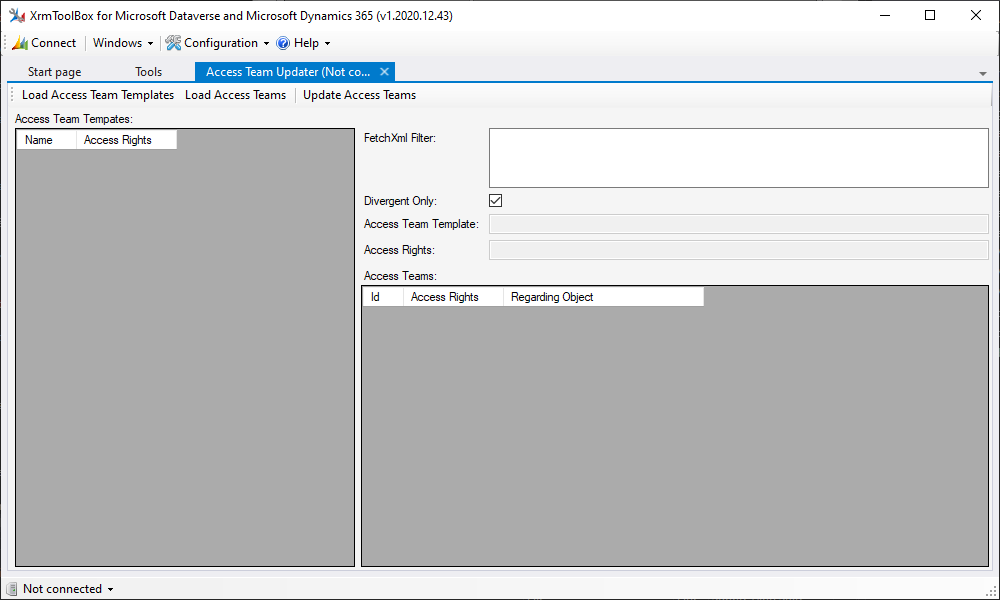 XrmToolBox for Microsoft Dataverse and Microsoft Dynamics 365 (v1.2020.12.43)
Connect Windows Configuration Help
Start page Tools Access Team Updater (Not co...
Load Access Team Templates Load Access Teams Update Access Teams
Access Team Tempates:
Name Access Rights
FetchXml Filter:
Divergent Only:
Access Team Template:
Access Rights:
Access Teams:
Id Access Rights Regarding Object
Not connected